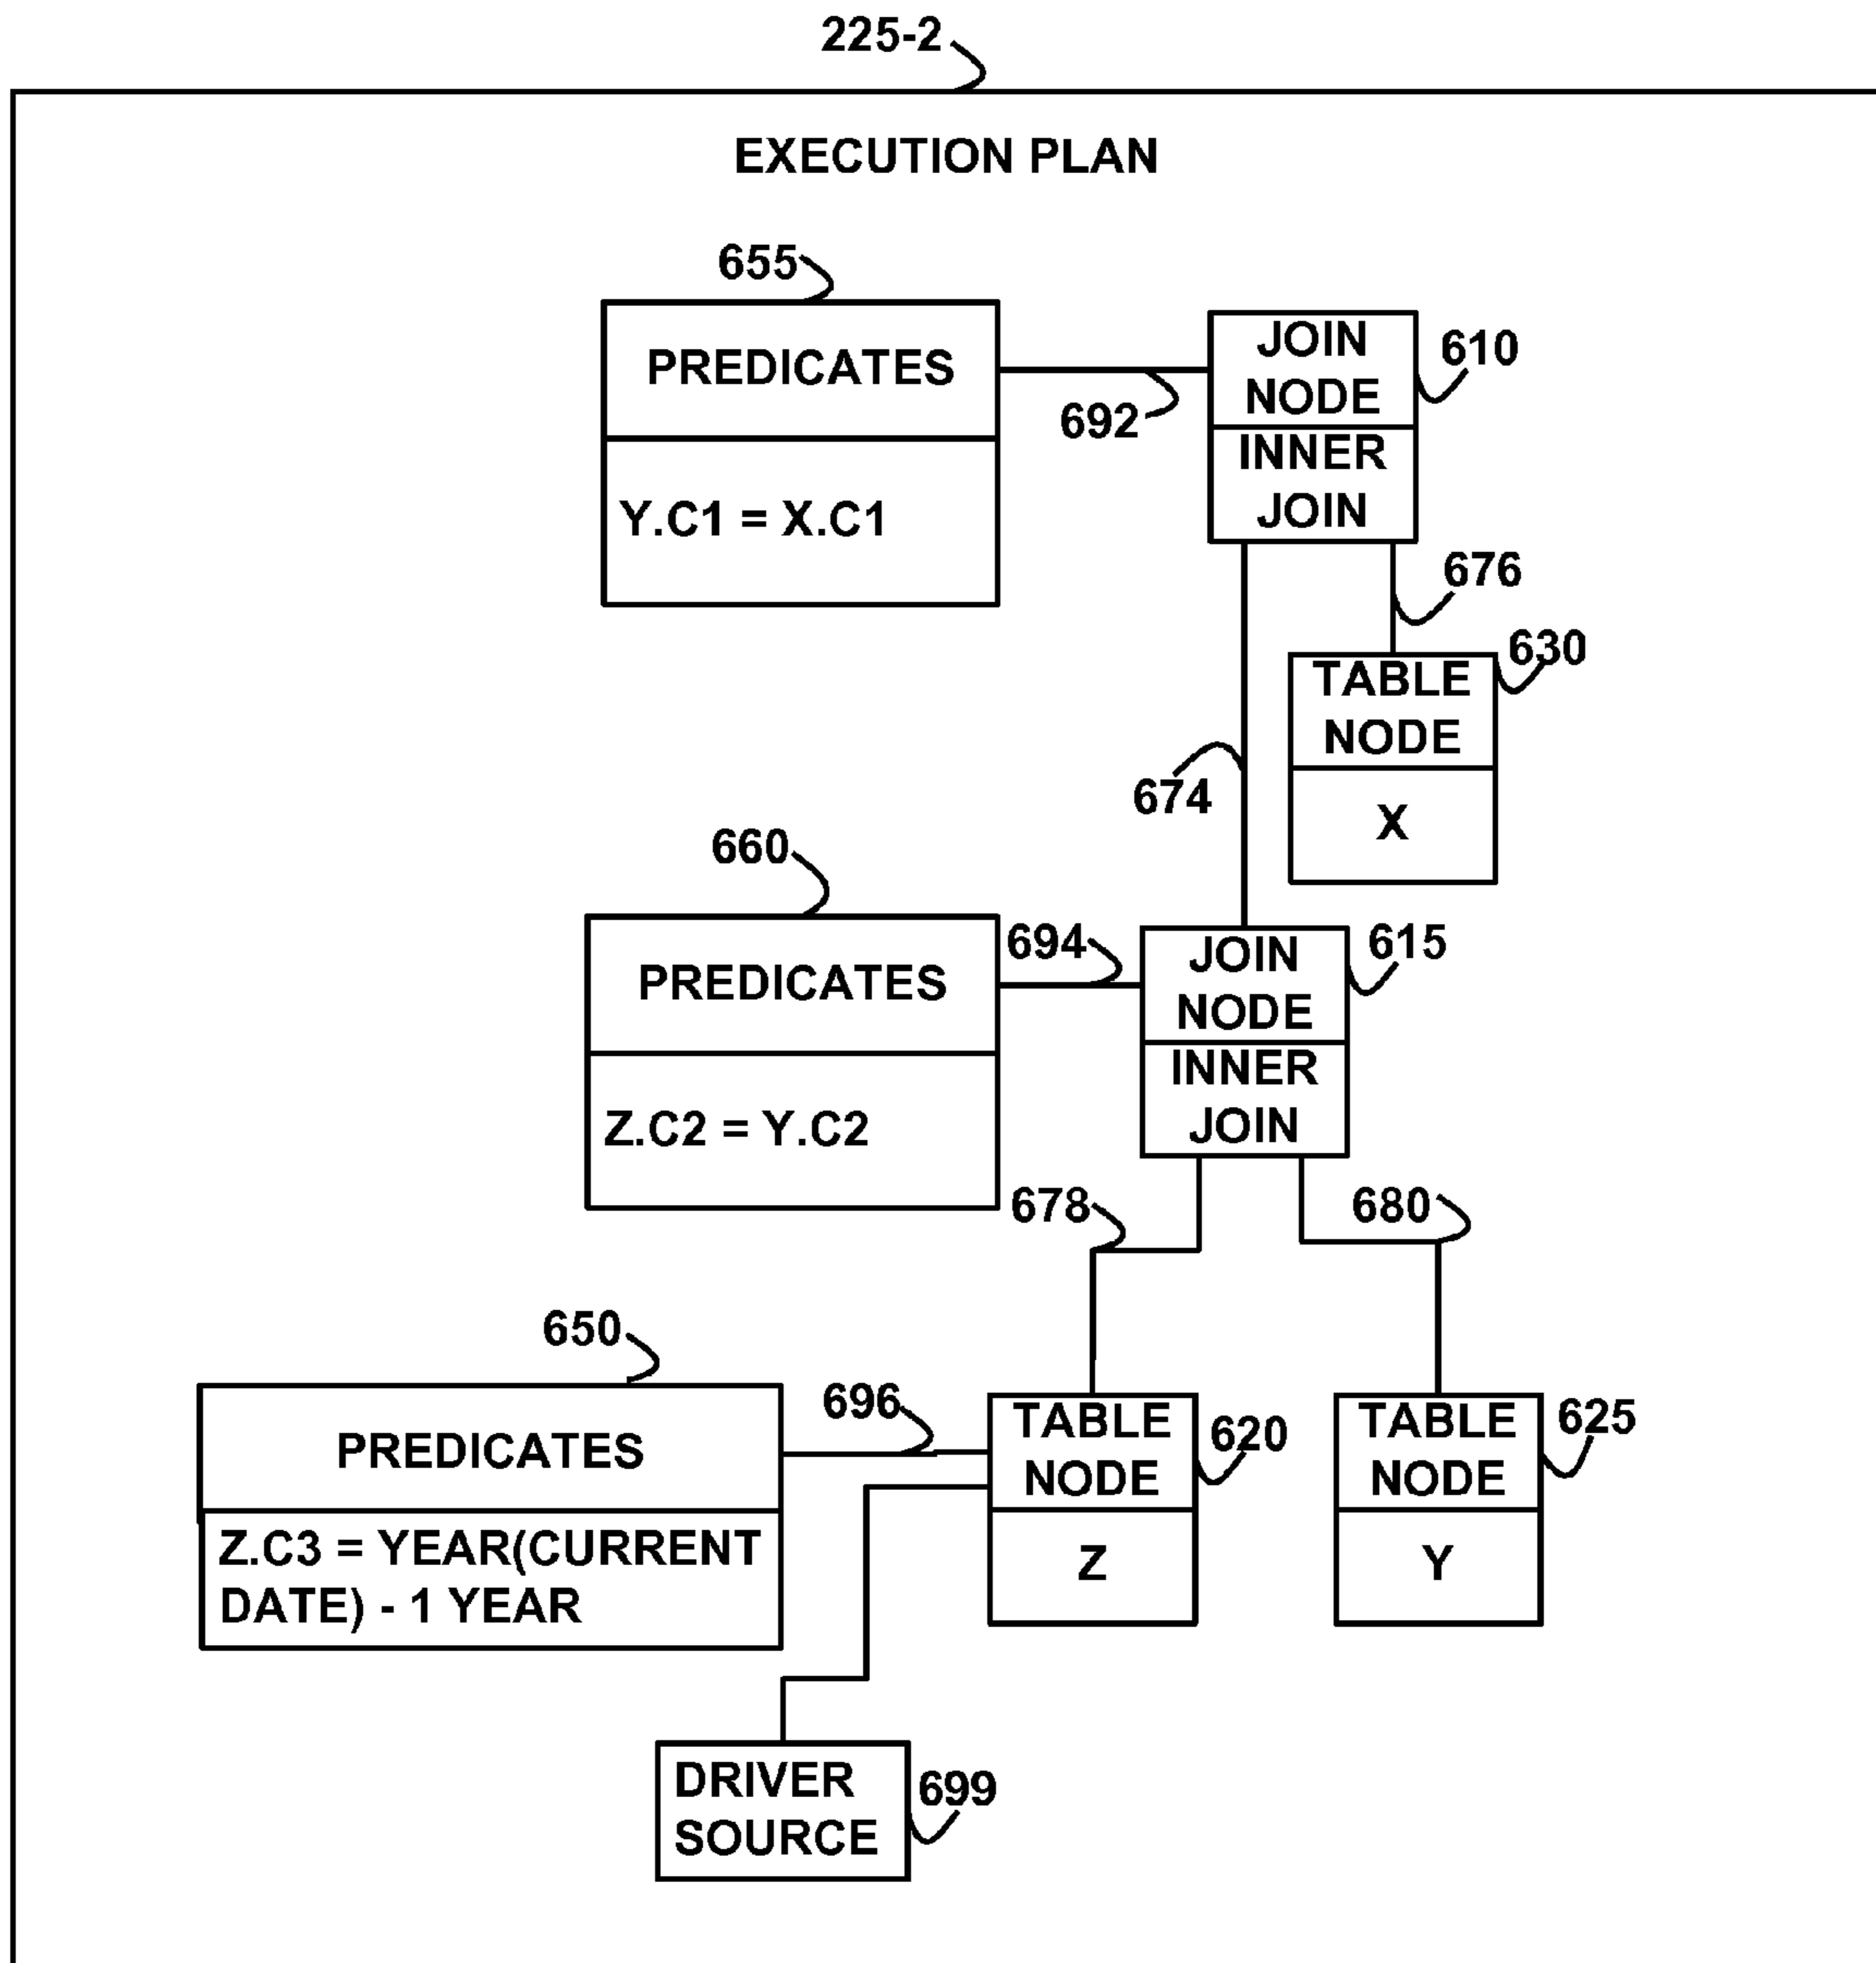 225-2
EXECUTION PLAN
655
PREDICATES
Y.C1 = X.C1
692
JOIN
NODE
INNER
JOIN
610
676
630
TABLE
NODE
X
674
660
PREDICATES
Z.C2 = Y.C2
694
JOIN
NODE
INNER
JOIN
615
678
680
650
PREDICATES
Z.C3 = YEAR(CURRENT
DATE) - 1 YEAR
696
TABLE
NODE
Z
620
TABLE
NODE
Y
625
DRIVER
SOURCE
699